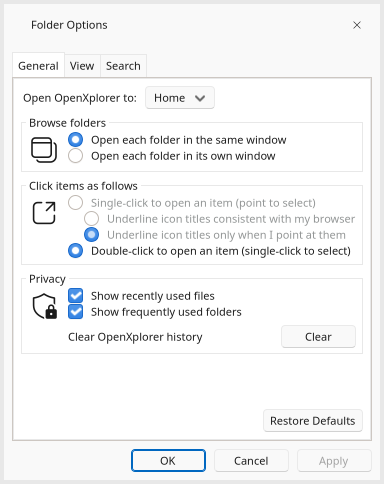 Folder Options
General
View
Search
Open OpenXplorer to:
Home
Browse folders
Open each folder in the same window
Open each folder in its own window
Click items as follows
Single-click to open an item (point to select)
Underline icon titles consistent with my browser
Underline icon titles only when I point at them
Double-click to open an item (single-click to select)
Privacy
Show recently used files
Show frequently used folders
Clear OpenXplorer history
Clear
Restore Defaults
OK
Cancel
Apply